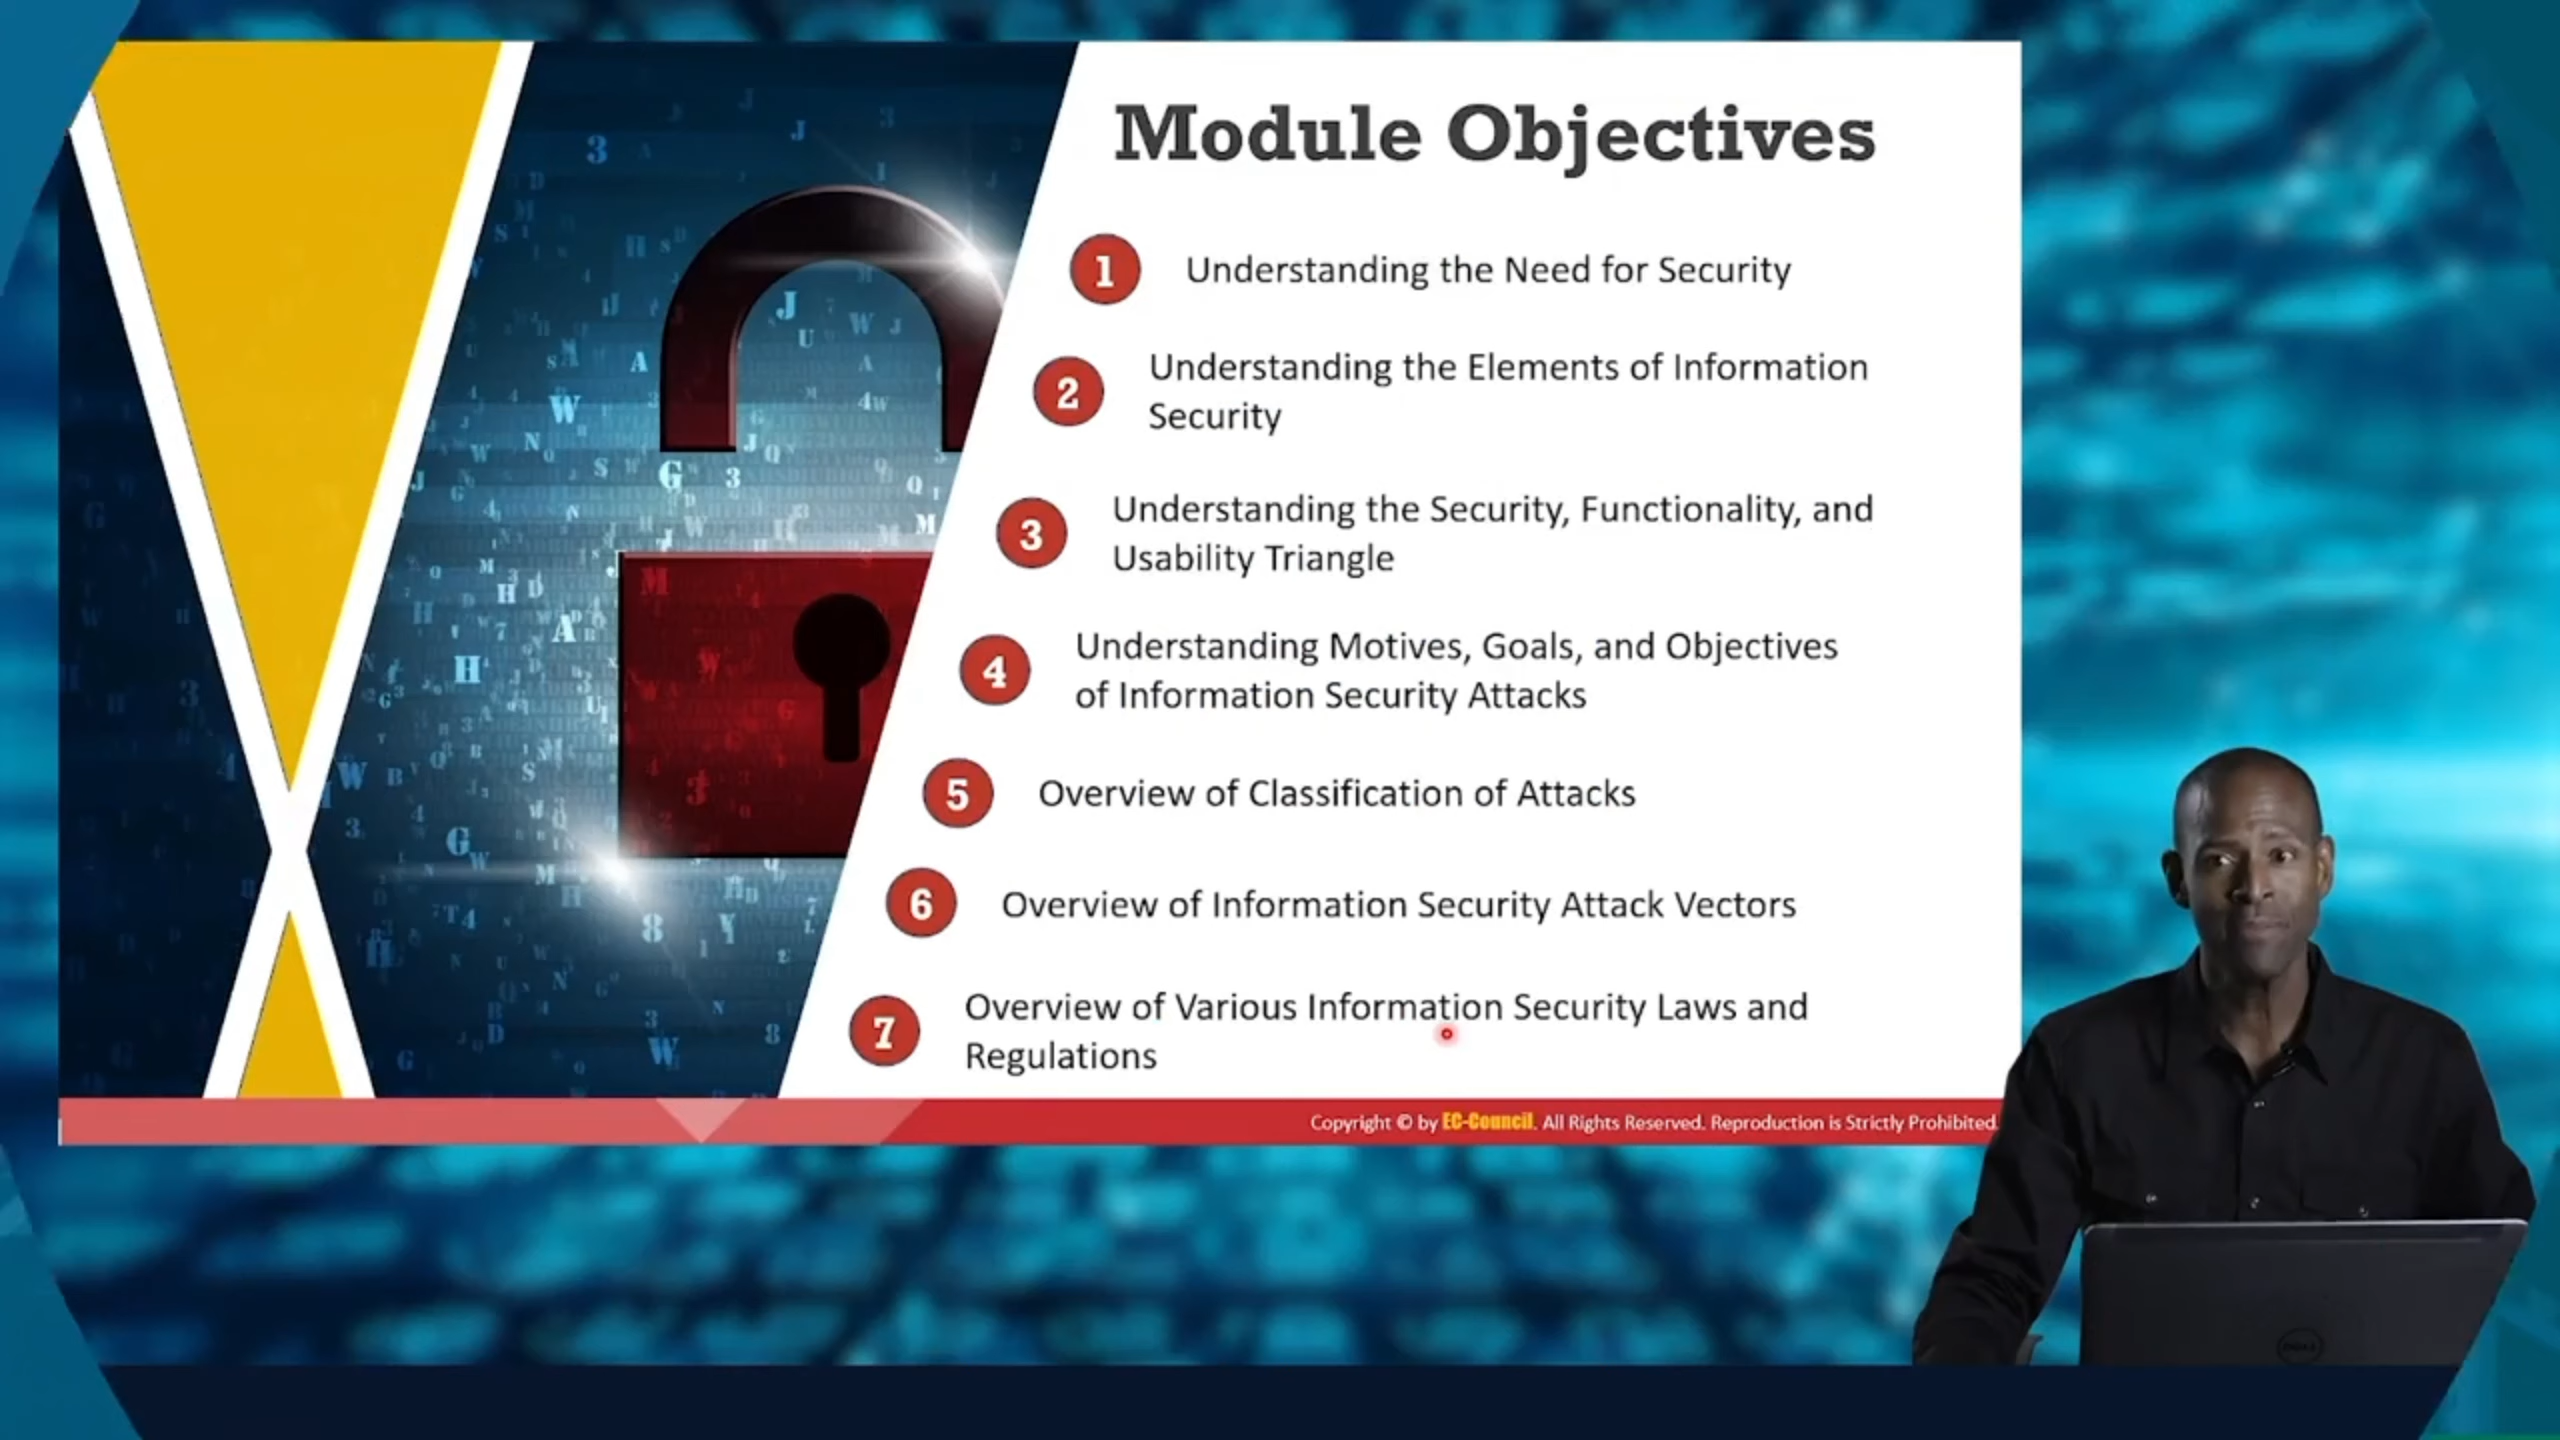 Module Objectives
1 Understanding the Need for Security
2 Understanding the Elements of Information
Security
3 Understanding the Security, Functionality, and
Usability Triangle
4 Understanding Motives, Goals, and Objectives
of Information Security Attacks
5 Overview of Classification of Attacks
6 Overview of Information Security Attack Vectors
7 Overview of Various Information Security Laws and
Regulations
Copyright © by EC-Council. All Rights Reserved. Reproduction is Strictly Prohibited.
DELL